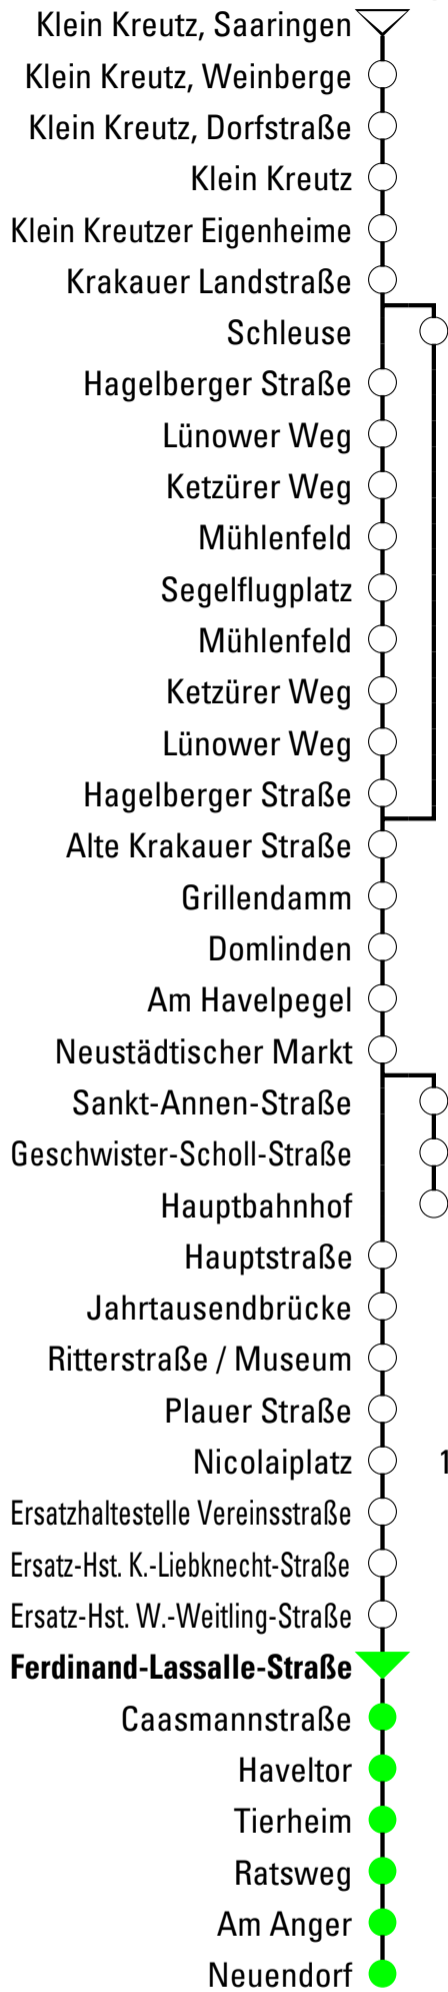 Klein Kreutz, Saaringen
Klein Kreutz, Weinberge
Klein Kreutz, Dorfstraße
Klein Kreutz
Klein Kreutzer Eigenheime
Krakauer Landstraße
Schleuse
Hagelberger Straße
Lünower Weg
Ketzürer Weg
Mühlenfeld
Segelflugplatz
Mühlenfeld
Ketzürer Weg
Lünower Weg
Hagelberger Straße
Alte Krakauer Straße
Grillendamm
Domlinden
Am Havelpegel
Neustädtischer Markt
Sankt-Annen-Straße
Geschwister-Scholl-Straße
Hauptbahnhof
Hauptstraße
Jahrtausendbrücke
Ritterstraße / Museum
Plauer Straße
Nicolaiplatz 1
Ersatzhaltestelle Vereinsstraße
Ersatz-Hst. K.-Liebknecht-Straße
Ersatz-Hst. W.-Weitling-Straße
Ferdinand-Lassalle-Straße
Caasmannstraße
Haveltor
Tierheim
Ratsweg
Am Anger
Neuendorf